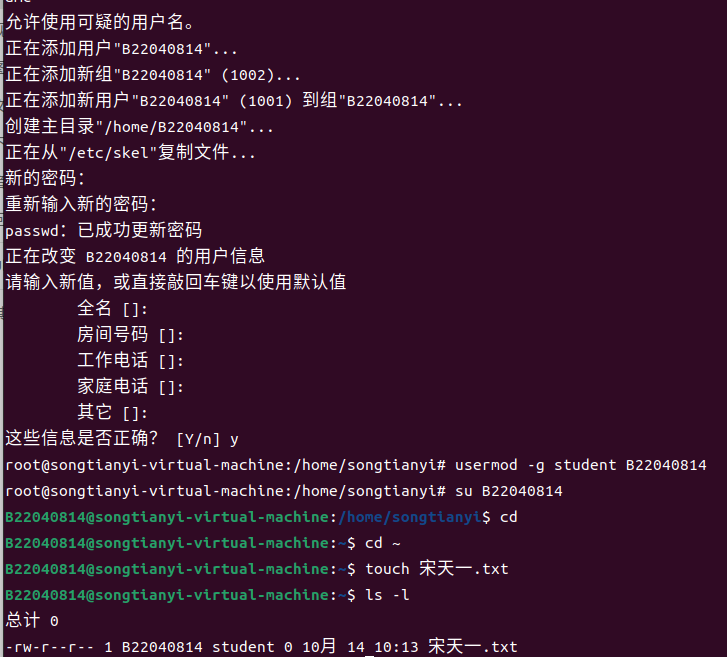 允许使用可疑的用户名。
正在添加用户"B22040814"...
正在添加新组"B22040814" (1002)...
正在添加新用户"B22040814" (1001) 到组"B22040814"...
创建主目录"/home/B22040814"...
正在从"/etc/skel"复制文件...
新的密码：
重新输入新的密码：
passwd：已成功更新密码
正在改变 B22040814 的用户信息
请输入新值，或直接敲回车键以使用默认值
全名 []:
房间号码 []:
工作电话 []:
家庭电话 []:
其它 []:
这些信息是否正确？ [Y/n] y
root@songtianyi-virtual-machine:/home/songtianyi# usermod -g student B22040814
root@songtianyi-virtual-machine:/home/songtianyi# su B22040814
B22040814@songtianyi-virtual-machine:/home/songtianyi$ cd
B22040814@songtianyi-virtual-machine:~$ cd ~
B22040814@songtianyi-virtual-machine:~$ touch 宋天一.txt
B22040814@songtianyi-virtual-machine:~$ ls -l
总计 0
-rw-r--r-- 1 B22040814 student 0 10月 14 10:13 宋天一.txt